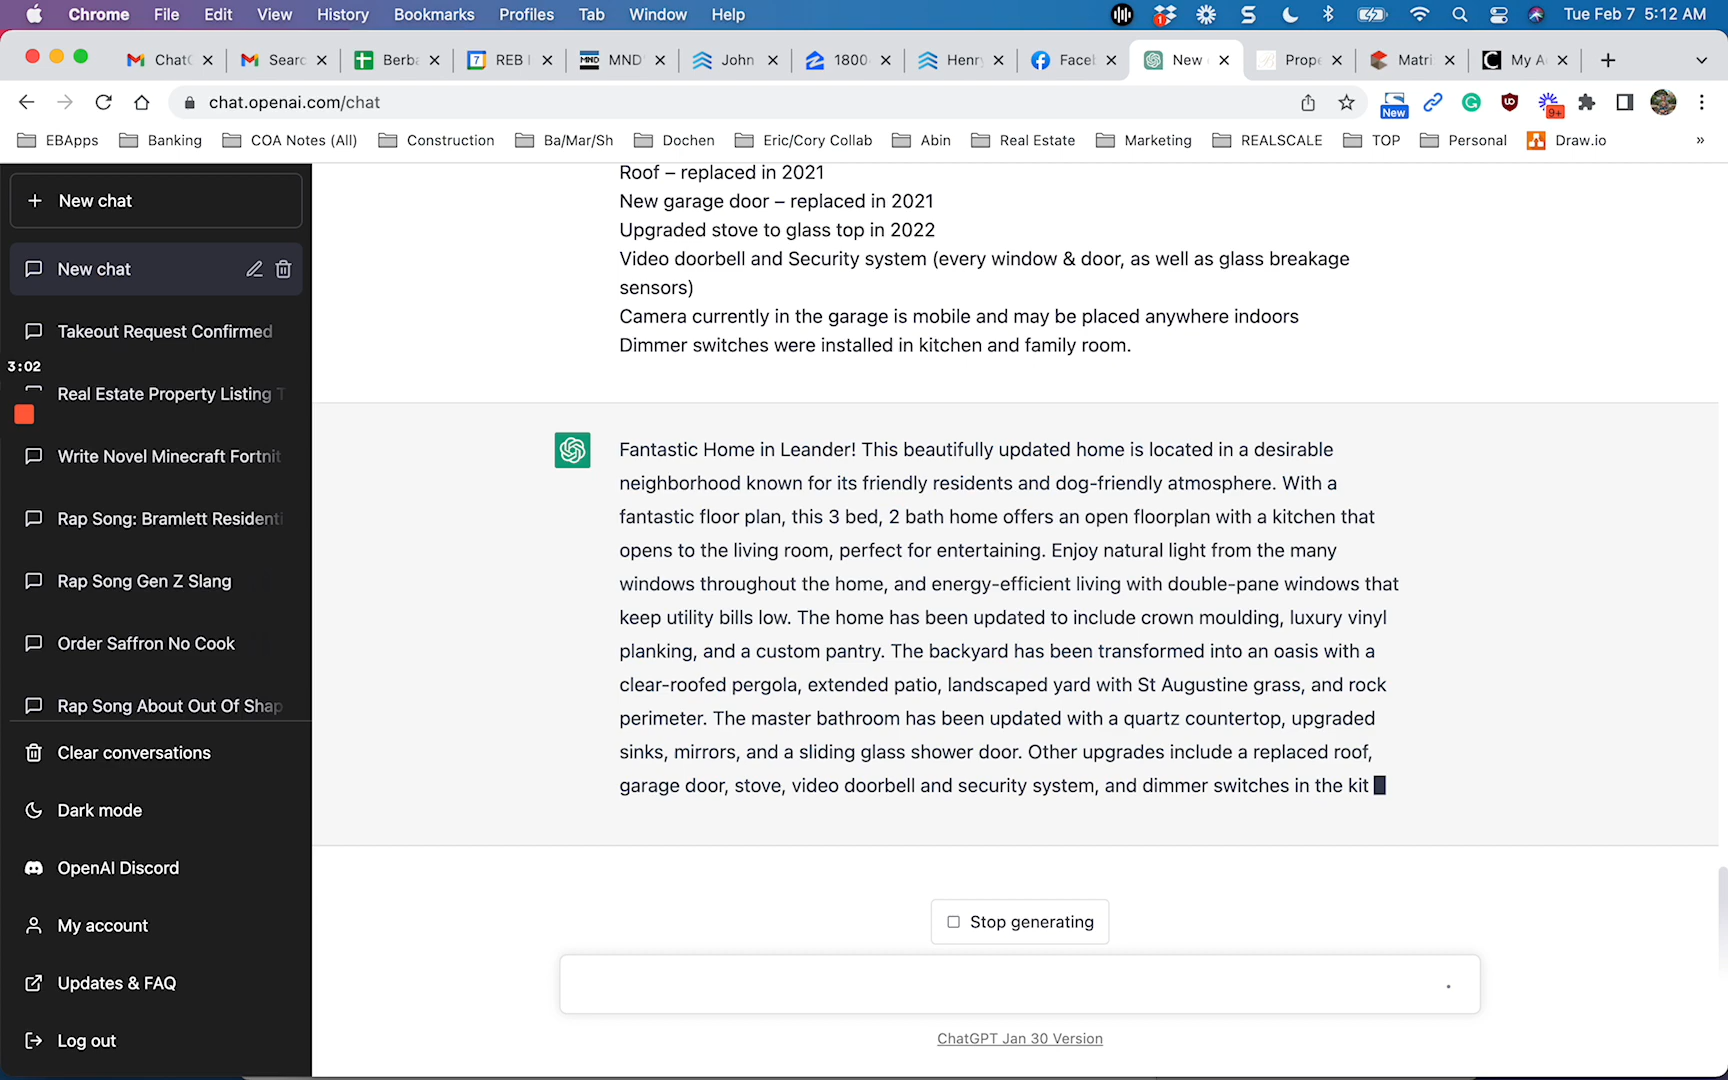 Chrome File Edit View History Bookmarks Profiles Tab Window Help Tue Feb 7 5:12 AM
ChatG Searc Berba REB MND John 1800 Henry Faceb New Prope Matri My A
chat.openai.com/chat New 9+
EBApps Banking COA Notes (All) Construction Ba/Mar/Sh Dochen Eric/Cory Collab Abin Real Estate Marketing REALSCALE TOP Personal Draw.io »
New chat
New chat
Takeout Request Confirmed
3:02
Real Estate Property Listing T
Write Novel Minecraft Fortnit
Rap Song: Bramlett Residenti
Rap Song Gen Z Slang
Order Saffron No Cook
Rap Song About Out Of Shap
Clear conversations
Dark mode
OpenAI Discord
My account
Updates & FAQ
Log out
Roof – replaced in 2021
New garage door – replaced in 2021
Upgraded stove to glass top in 2022
Video doorbell and Security system (every window & door, as well as glass breakage
sensors)
Camera currently in the garage is mobile and may be placed anywhere indoors
Dimmer switches were installed in kitchen and family room.
Fantastic Home in Leander! This beautifully updated home is located in a desirable
neighborhood known for its friendly residents and dog-friendly atmosphere. With a
fantastic floor plan, this 3 bed, 2 bath home offers an open floorplan with a kitchen that
opens to the living room, perfect for entertaining. Enjoy natural light from the many
windows throughout the home, and energy-efficient living with double-pane windows that
keep utility bills low. The home has been updated to include crown moulding, luxury vinyl
planking, and a custom pantry. The backyard has been transformed into an oasis with a
clear-roofed pergola, extended patio, landscaped yard with St Augustine grass, and rock
perimeter. The master bathroom has been updated with a quartz countertop, upgraded
sinks, mirrors, and a sliding glass shower door. Other upgrades include a replaced roof,
garage door, stove, video doorbell and security system, and dimmer switches in the kit
Stop generating
ChatGPT Jan 30 Version